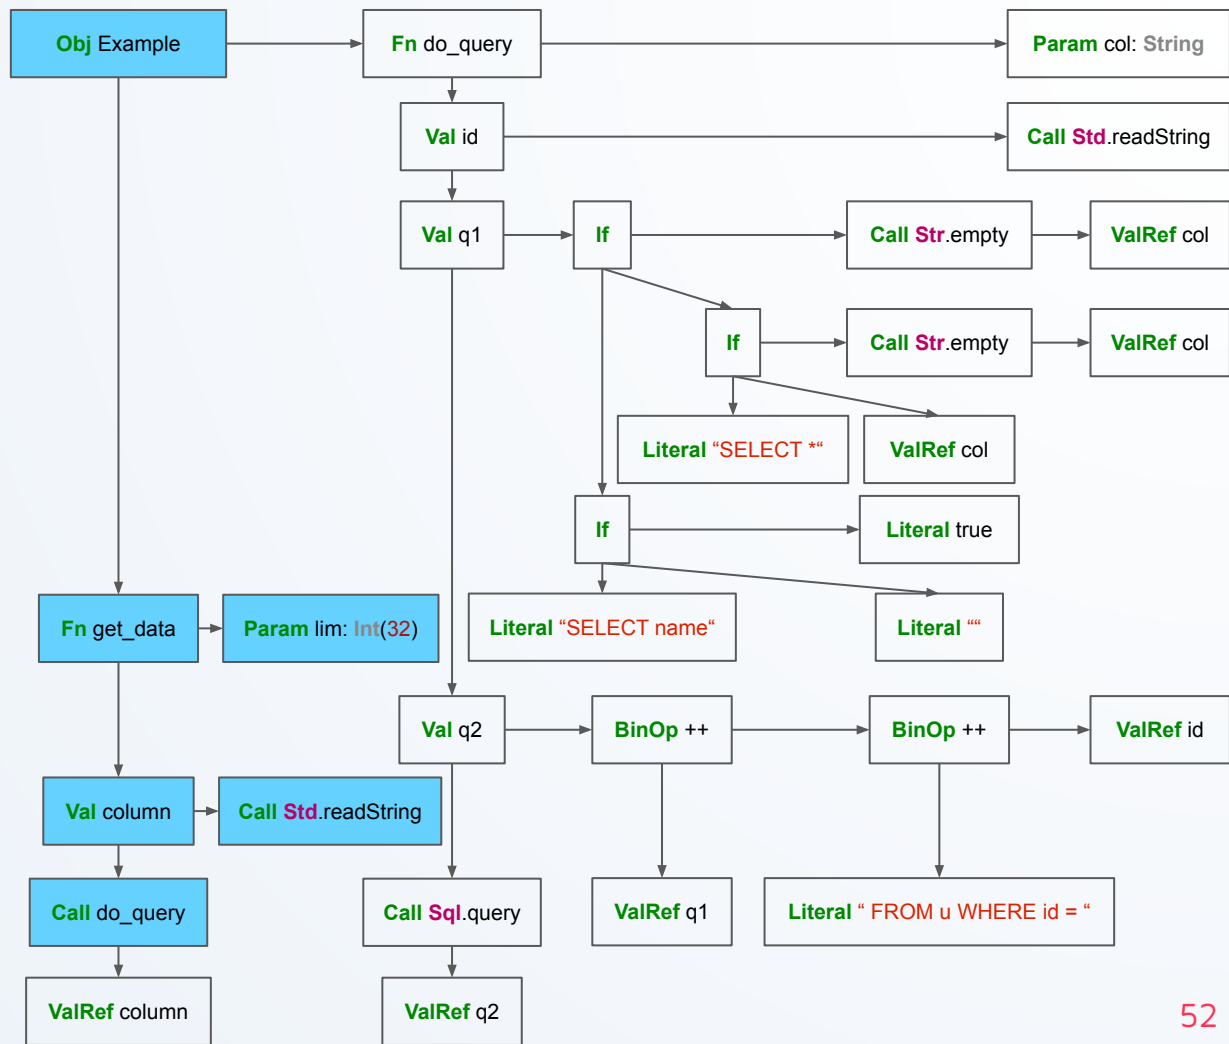 Obj Example
Fn do_query
Param col: String
Val id
Call Std.readString
Val q1
If
Call Str.empty
ValRef col
If
Call Str.empty
ValRef col
Literal “SELECT *“
ValRef col
If
Literal true
Fn get_data
Param lim: Int(32)
Literal “SELECT name“
Literal ““
Val q2
BinOp ++
BinOp ++
ValRef id
Val column
Call Std.readString
Call do_query
Call Sql.query
ValRef q1
Literal “ FROM u WHERE id = “
ValRef column
ValRef q2
52